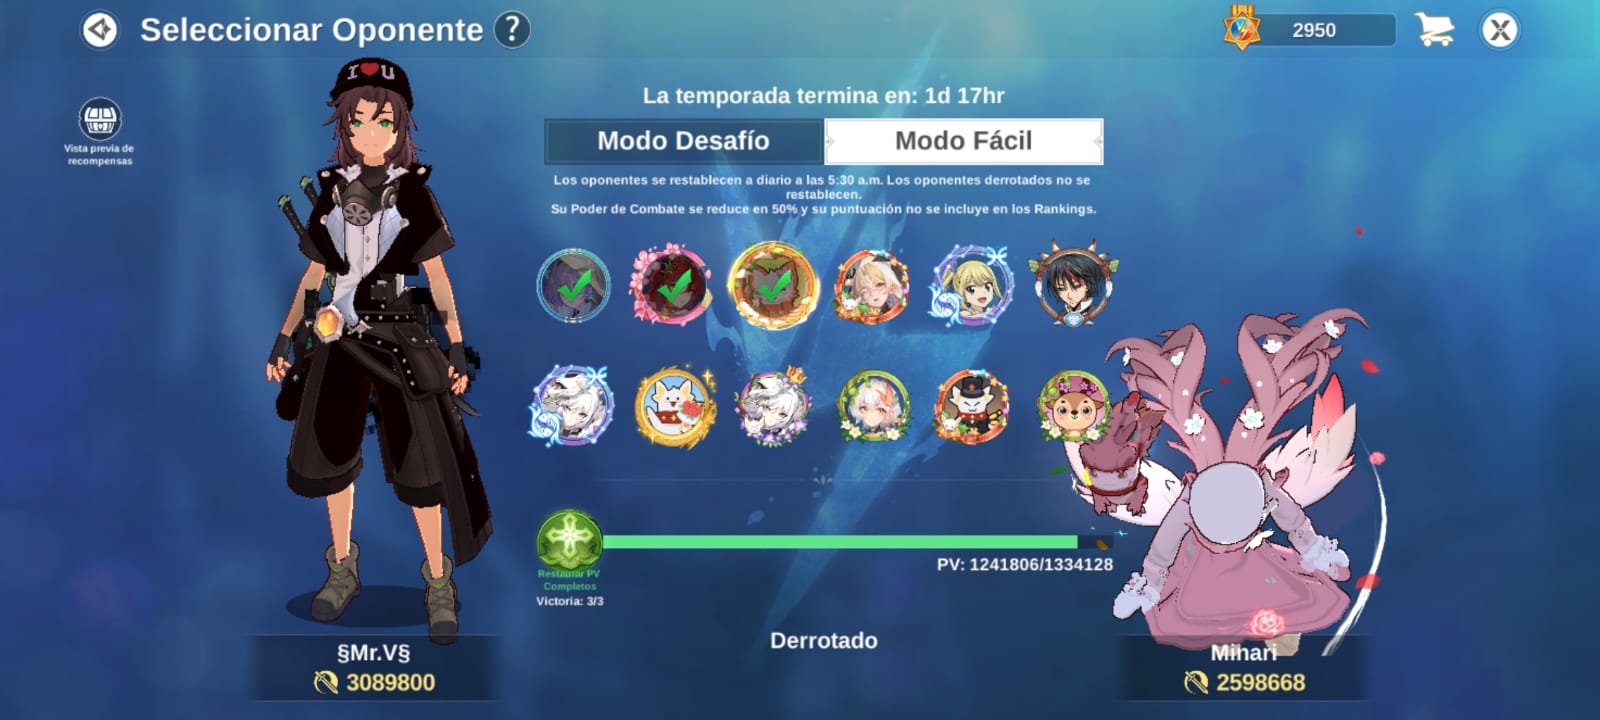 Seleccionar Oponente ?
2950
I ❤ U
Vista previa de
recompensas
La temporada termina en: 1d 17hr
Modo Desafío
Modo Fácil
Los oponentes se restablecen a diario a las 5:30 a.m. Los oponentes derrotados no se
restablecen.
Su Poder de Combate se reduce en 50% y su puntuación no se incluye en los Rankings.
Restaurar PV
Completos
Victoria: 3/3
PV: 1241806/1334128
Derrotado
§Mr.V§
3089800
Minari
2598668